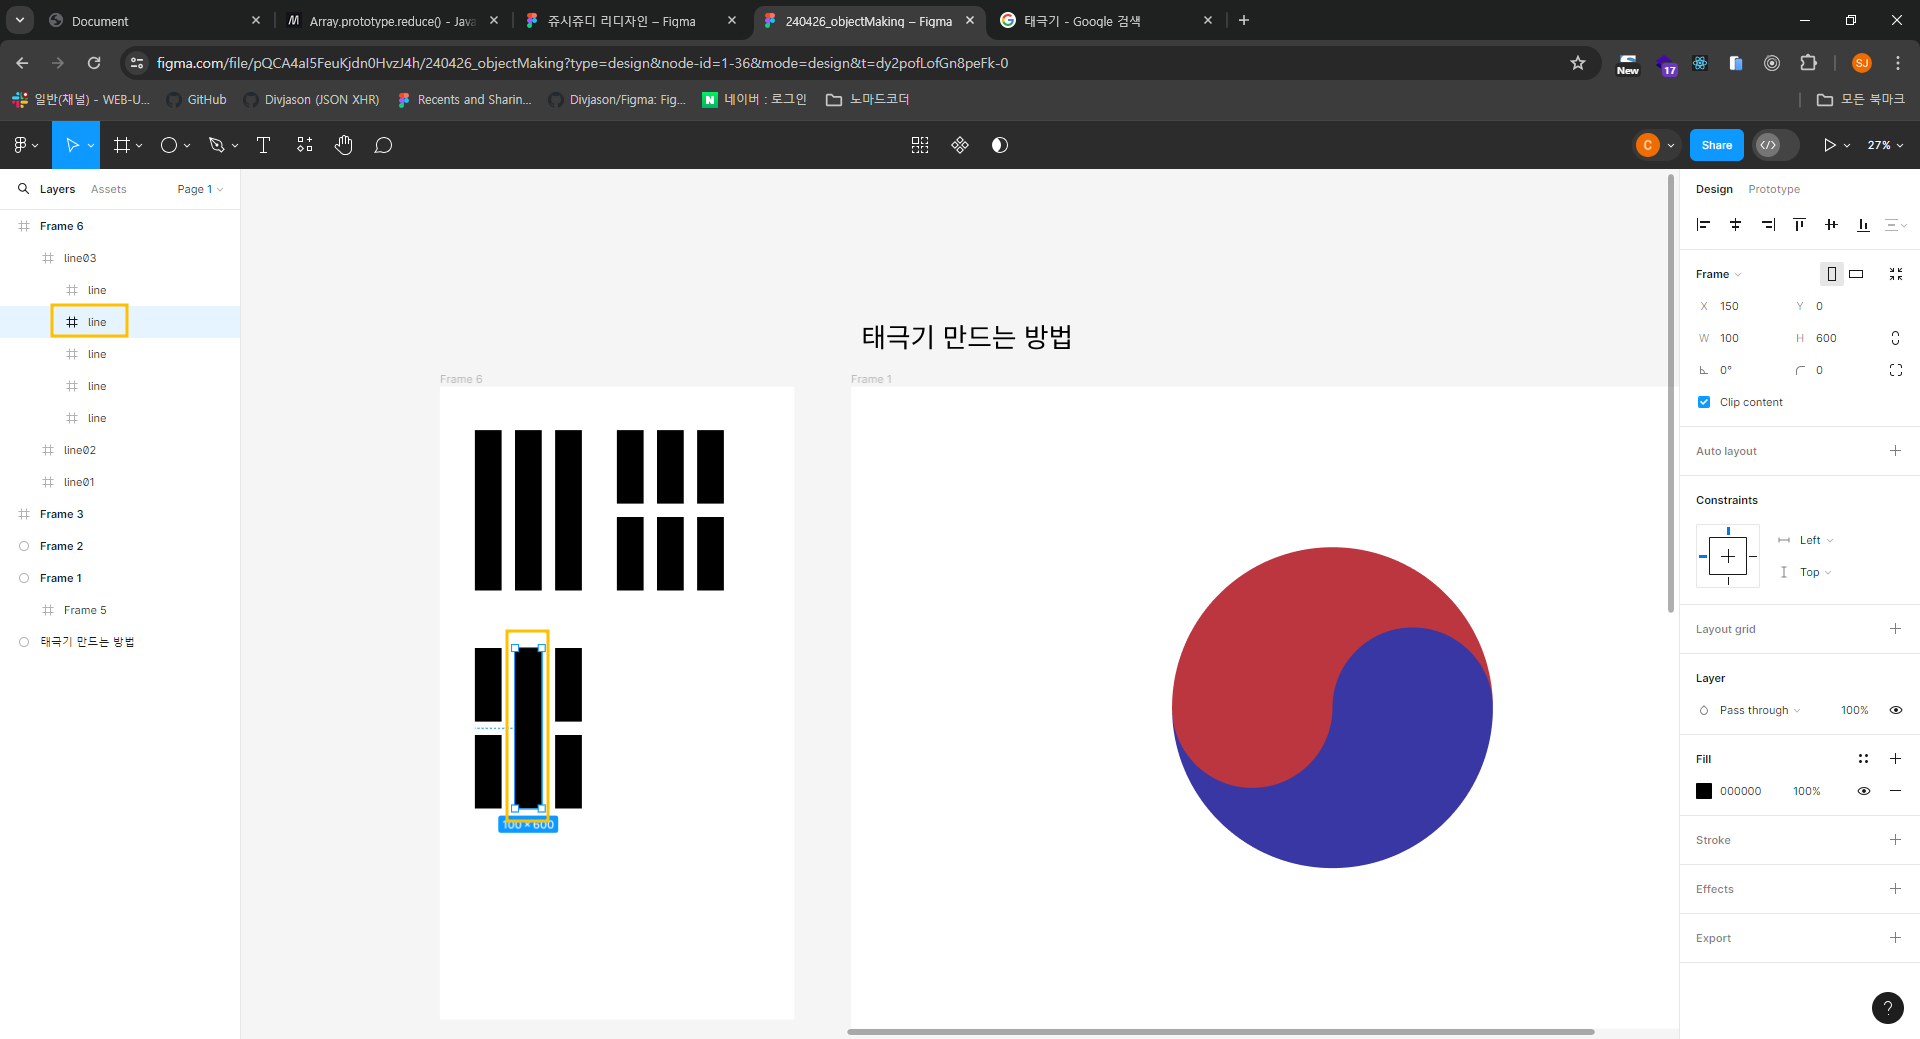 Document
Array.prototype.reduce() - Java
쥬시쥬디 리디자인 – Figma
240426_objectMaking – Figma
태극기 - Google 검색
figma.com/file/pQCA4aI5FeuKjdn0HvzJ4h/240426_objectMaking?type=design&node-id=1-36&mode=design&t=dy2pofLofGn8peFk-0
New
17
SJ
일반(채널) - WEB-U...
GitHub
Divjason (JSON XHR)
Recents and Sharin...
Divjason/Figma: Fig...
N 네이버 : 로그인
노마드코더
모든 북마크
C
Share
27%
Layers
Assets
Page 1
Frame 6
line03
line
line
line
line
line
line02
line01
Frame 3
Frame 2
Frame 1
Frame 5
태극기 만드는 방법
태극기 만드는 방법
Frame 6
Frame 1
100 × 600
Design
Prototype
Frame
X 150
Y 0
W 100
H 600
0°
0
Clip content
Auto layout
Constraints
Left
Top
Layout grid
Layer
Pass through
100%
Fill
000000
100%
Stroke
Effects
Export
?